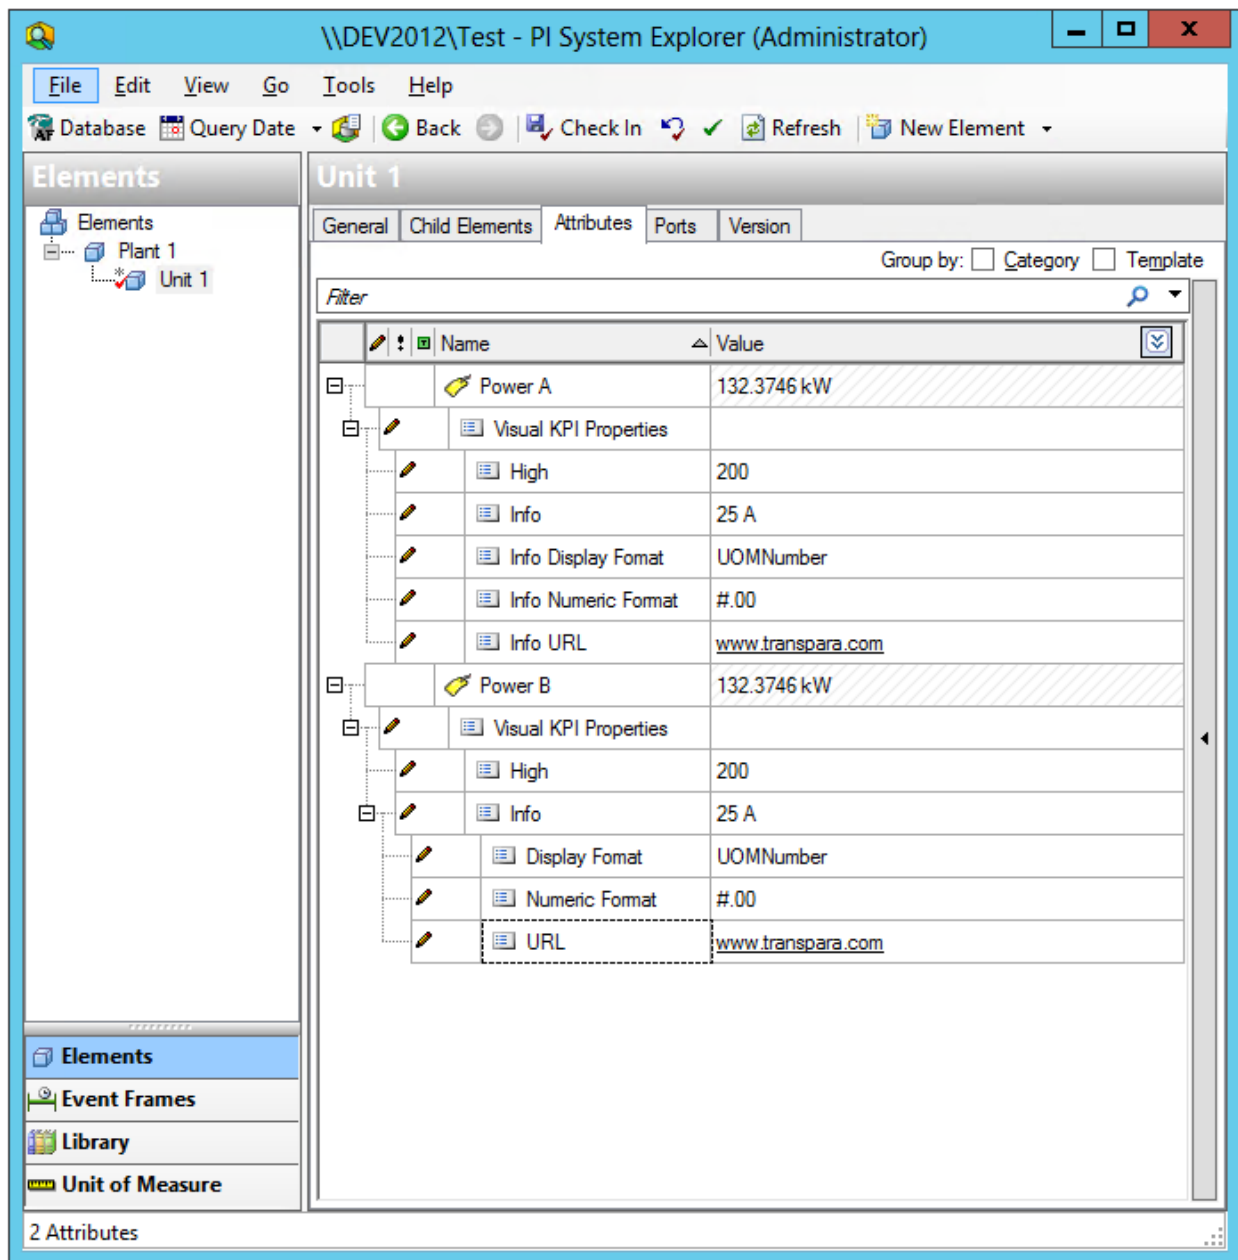 \\DEV2012\Test - PI System Explorer (Administrator)
File Edit View Go Tools Help
Database Query Date Back Check In Refresh New Element
Elements
Elements
Plant 1
Unit 1
Unit 1
General Child Elements Attributes Ports Version
Group by: Category Template
Filter
Name Value
Power A 132.3746 kW
Visual KPI Properties
High 200
Info 25 A
Info Display Fomat UOMNumber
Info Numeric Format #.00
Info URL www.transpara.com
Power B 132.3746 kW
Visual KPI Properties
High 200
Info 25 A
Display Fomat UOMNumber
Numeric Format #.00
URL www.transpara.com
Elements
Event Frames
Library
Unit of Measure
2 Attributes